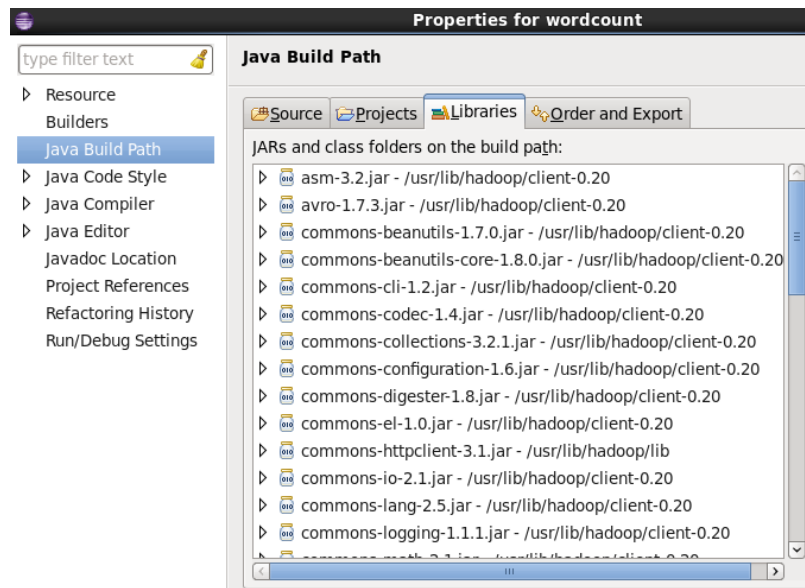 Properties for wordcount
type filter text
Resource
Builders
Java Build Path
Java Code Style
Java Compiler
Java Editor
Javadoc Location
Project References
Refactoring History
Run/Debug Settings
Java Build Path
Source Projects Libraries Order and Export
JARs and class folders on the build path:
asm-3.2.jar - /usr/lib/hadoop/client-0.20
avro-1.7.3.jar - /usr/lib/hadoop/client-0.20
commons-beanutils-1.7.0.jar - /usr/lib/hadoop/client-0.20
commons-beanutils-core-1.8.0.jar - /usr/lib/hadoop/client-0.20
commons-cli-1.2.jar - /usr/lib/hadoop/client-0.20
commons-codec-1.4.jar - /usr/lib/hadoop/client-0.20
commons-collections-3.2.1.jar - /usr/lib/hadoop/client-0.20
commons-configuration-1.6.jar - /usr/lib/hadoop/client-0.20
commons-digester-1.8.jar - /usr/lib/hadoop/client-0.20
commons-el-1.0.jar - /usr/lib/hadoop/client-0.20
commons-httpclient-3.1.jar - /usr/lib/hadoop/lib
commons-io-2.1.jar - /usr/lib/hadoop/client-0.20
commons-lang-2.5.jar - /usr/lib/hadoop/client-0.20
commons-logging-1.1.1.jar - /usr/lib/hadoop/client-0.20